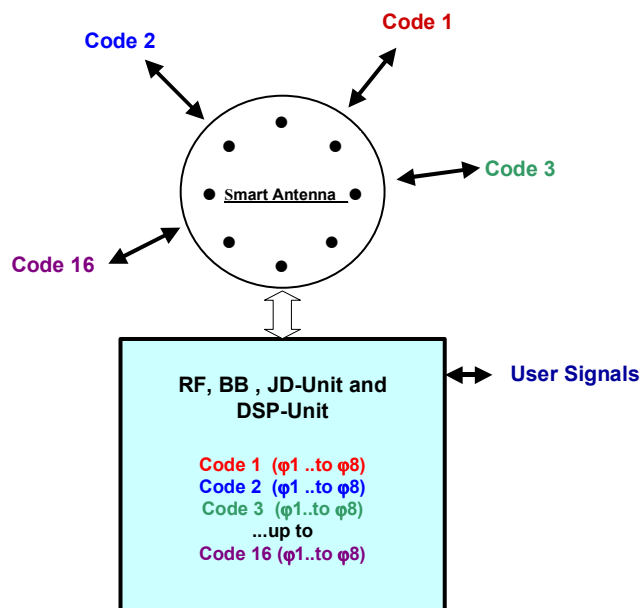 Code 1
Code 2
Code 3
Smart Antenna
Code 16
RF, BB , JD-Unit and
DSP-Unit
User Signals
Code 1 (φ1 ..to φ8)
Code 2 (φ1 ..to φ8)
Code 3 (φ1..to φ8)
...up to
Code 16 (φ1..to φ8)